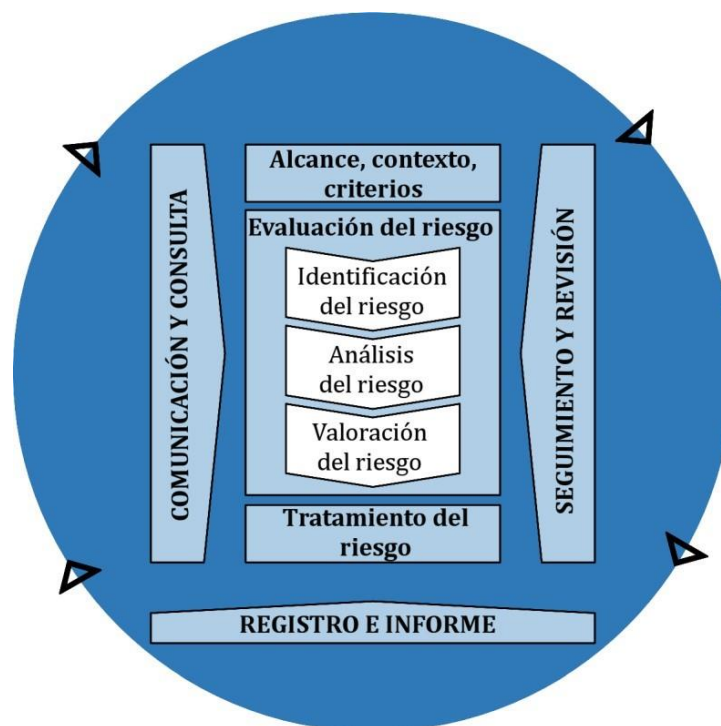 Alcance, contexto,
criterios
Evaluación del riesgo
Identificación
del riesgo
Análisis
del riesgo
Valoración
del riesgo
Tratamiento del
riesgo
COMUNICACIÓN Y CONSULTA
SEGUIMIENTO Y REVISIÓN
REGISTRO E INFORME